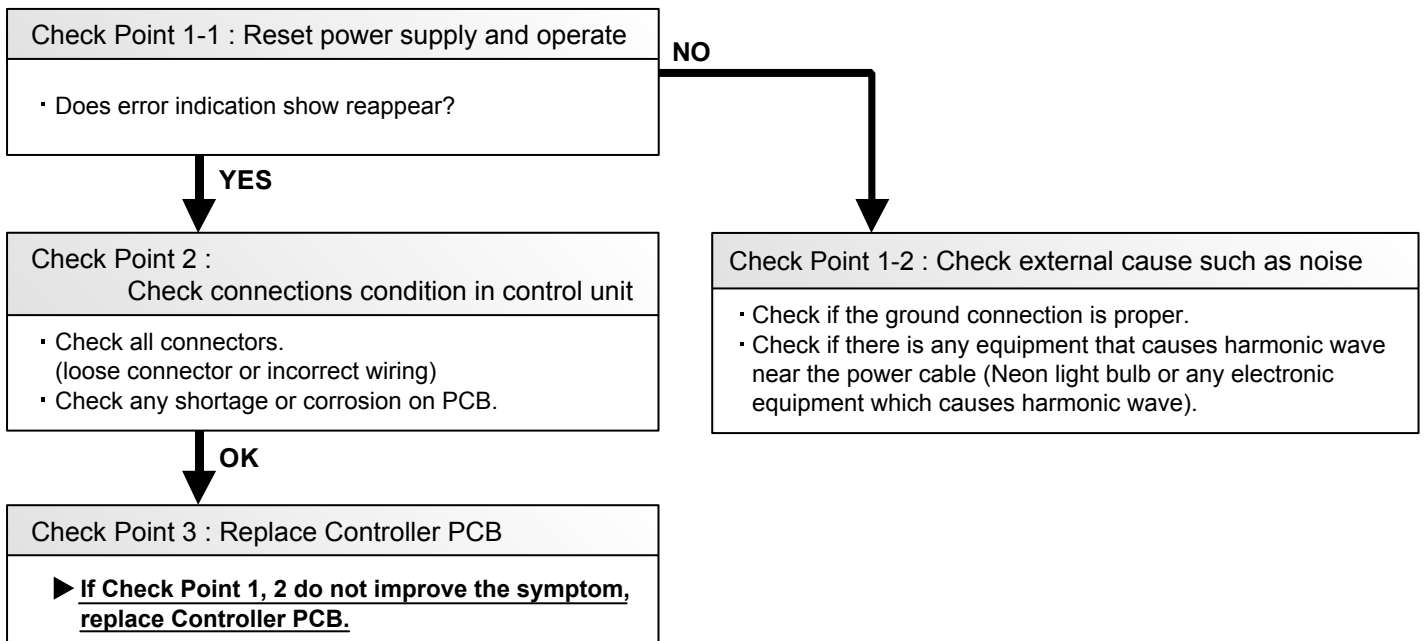 Check Point 1-1 : Reset power supply and operate
・Does error indication show reappear?
NO
YES
Check Point 2 :
Check connections condition in control unit
・Check all connectors.
(loose connector or incorrect wiring)
・Check any shortage or corrosion on PCB.
Check Point 1-2 : Check external cause such as noise
・Check if the ground connection is proper.
・Check if there is any equipment that causes harmonic wave
near the power cable (Neon light bulb or any electronic
equipment which causes harmonic wave).
OK
Check Point 3 : Replace Controller PCB
▶ If Check Point 1, 2 do not improve the symptom,
replace Controller PCB.